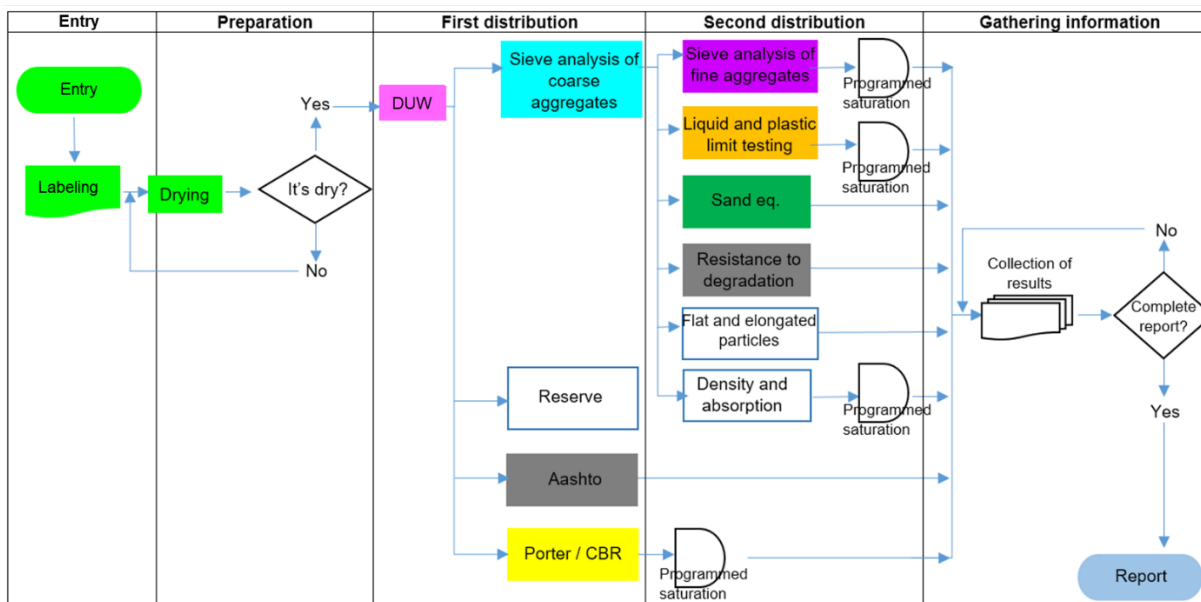 Entry
Preparation
First distribution
Second distribution
Gathering information
Entry
Labeling
Drying
It's dry?
Yes
No
DUW
Sieve analysis of
coarse
aggregates
Reserve
Aashto
Porter / CBR
Sieve analysis of
fine aggregates
Programmed
saturation
Liquid and plastic
limit testing
Programmed
saturation
Sand eq.
Resistance to
degradation
Flat and elongated
particles
Density and
absorption
Programmed
saturation
Programmed
saturation
Collection of
results
No
Complete
report?
Yes
Report